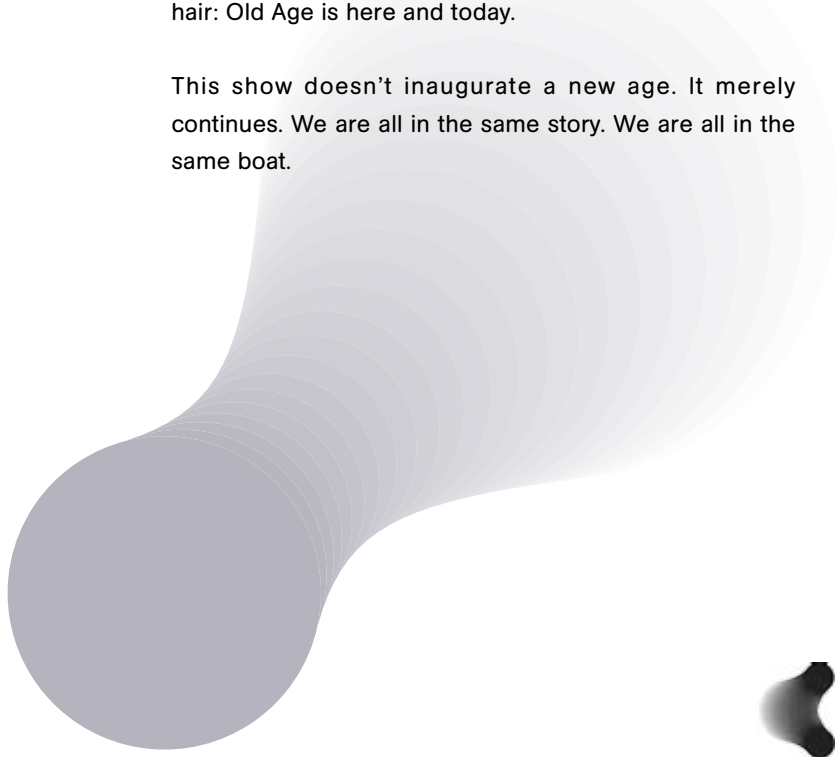 hair: Old Age is here and today.
This show doesn’t inaugurate a new age. It merely
continues. We are all in the same story. We are all in the
same boat.